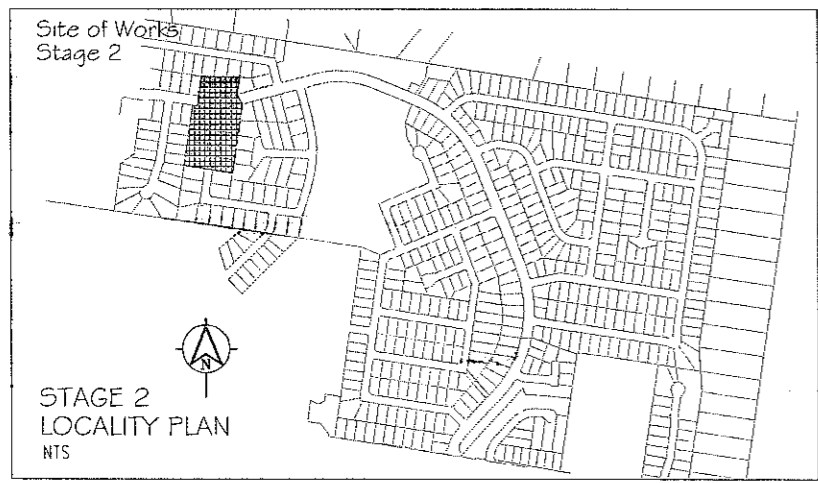 Site of Works
Stage 2
N
STAGE 2
LOCALITY PLAN
NTS